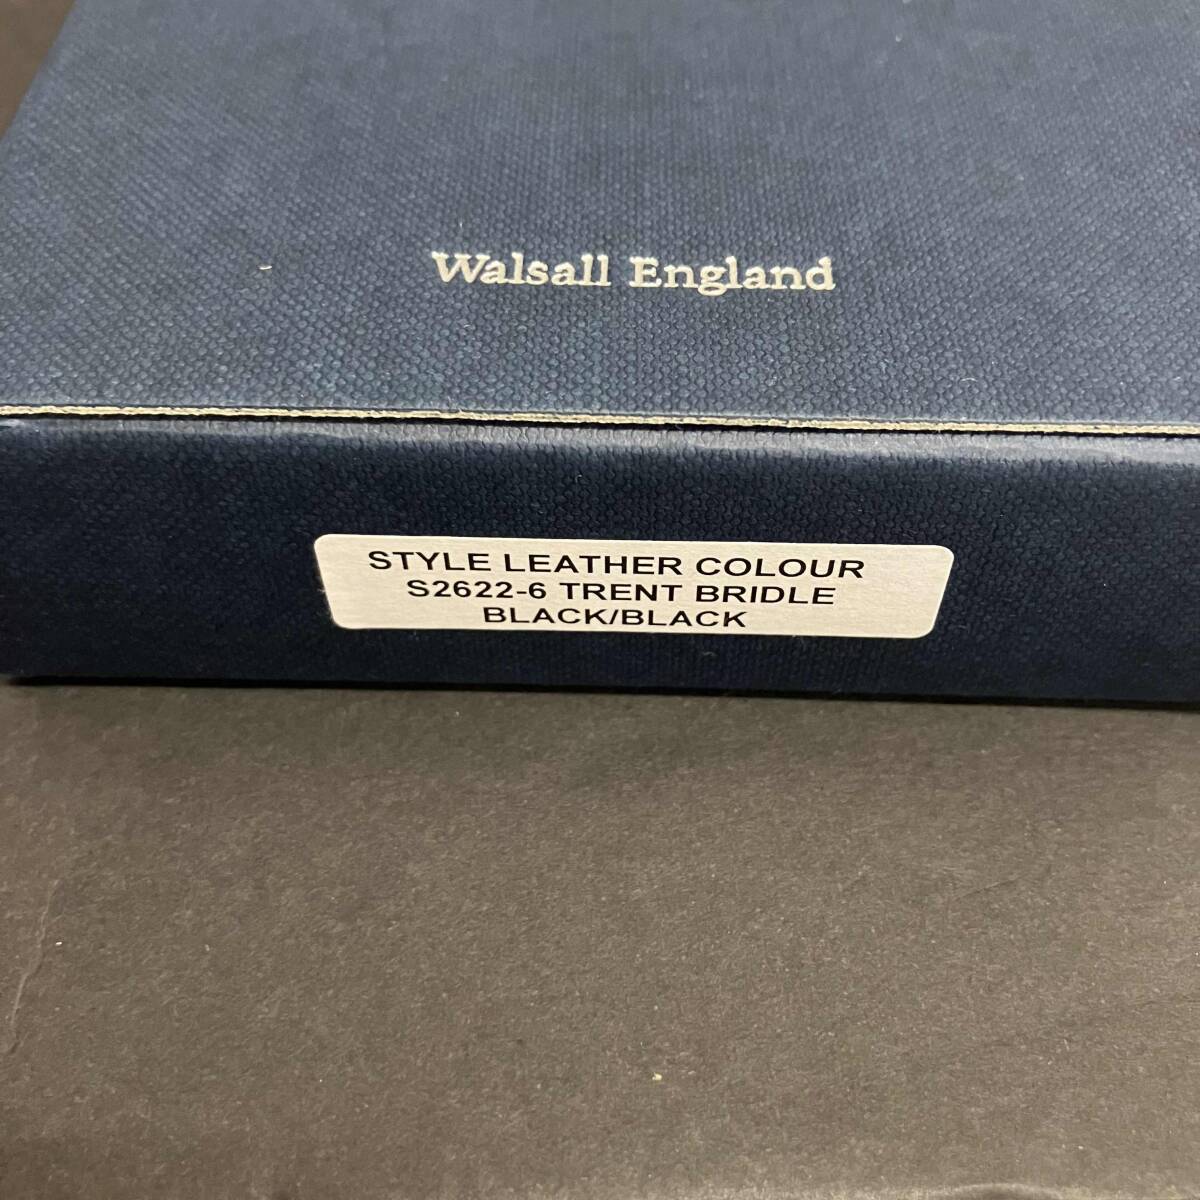 Walsall England
STYLE LEATHER COLOUR
S2622-6 TRENT BRIDLE
BLACK/BLACK